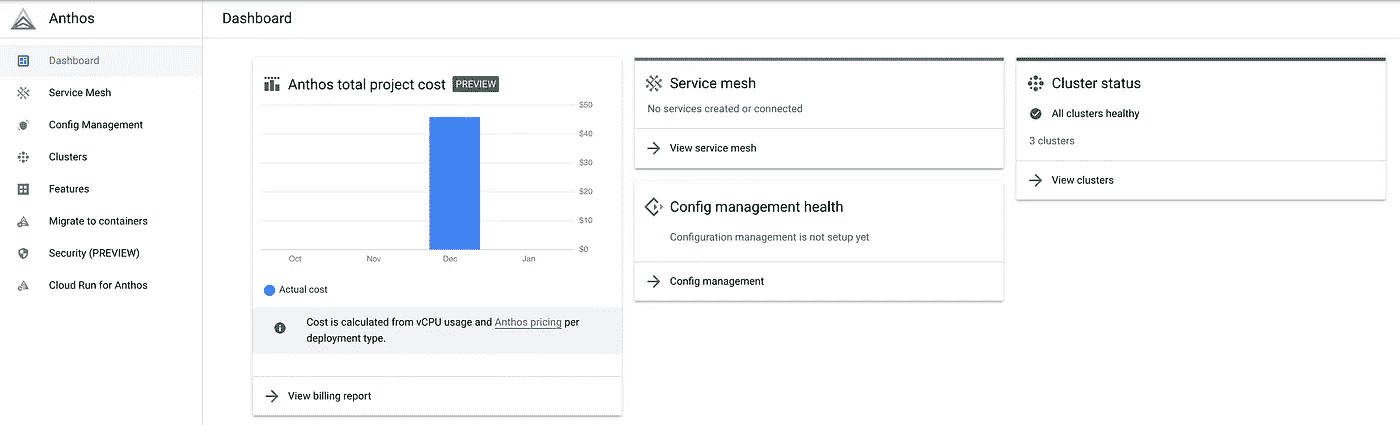 Anthos
Dashboard
Dashboard
Service Mesh
Config Management
Clusters
Features
Migrate to containers
Security (PREVIEW)
Cloud Run for Anthos
Anthos total project cost PREVIEW
$50
$40
$30
$20
$10
$0
Oct Nov Dec Jan
Actual cost
Cost is calculated from vCPU usage and Anthos pricing per
deployment type.
View billing report
Service mesh
No services created or connected
View service mesh
Config management health
Configuration management is not setup yet
Config management
Cluster status
All clusters healthy
3 clusters
View clusters